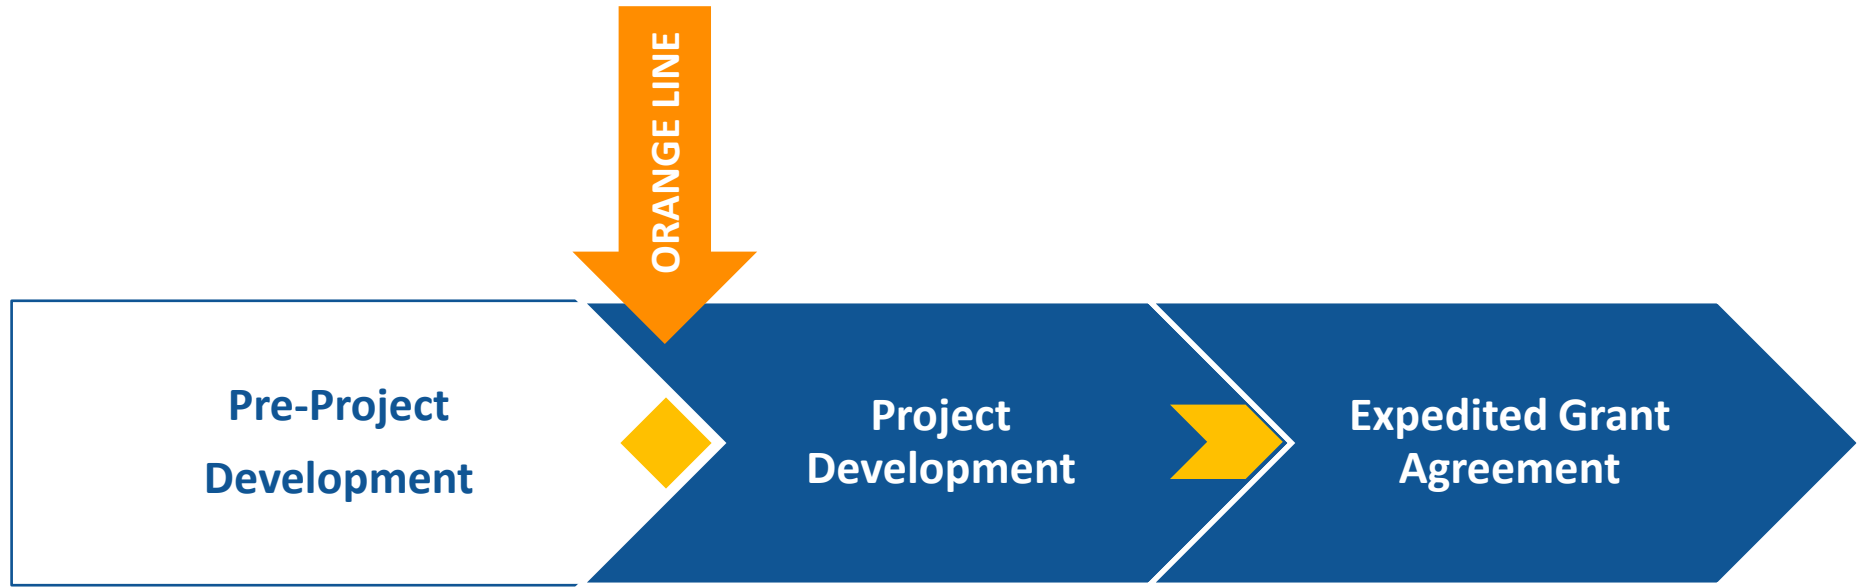 ORANGE LINE
Pre-Project
Development
Project
Development
Expedited Grant
Agreement